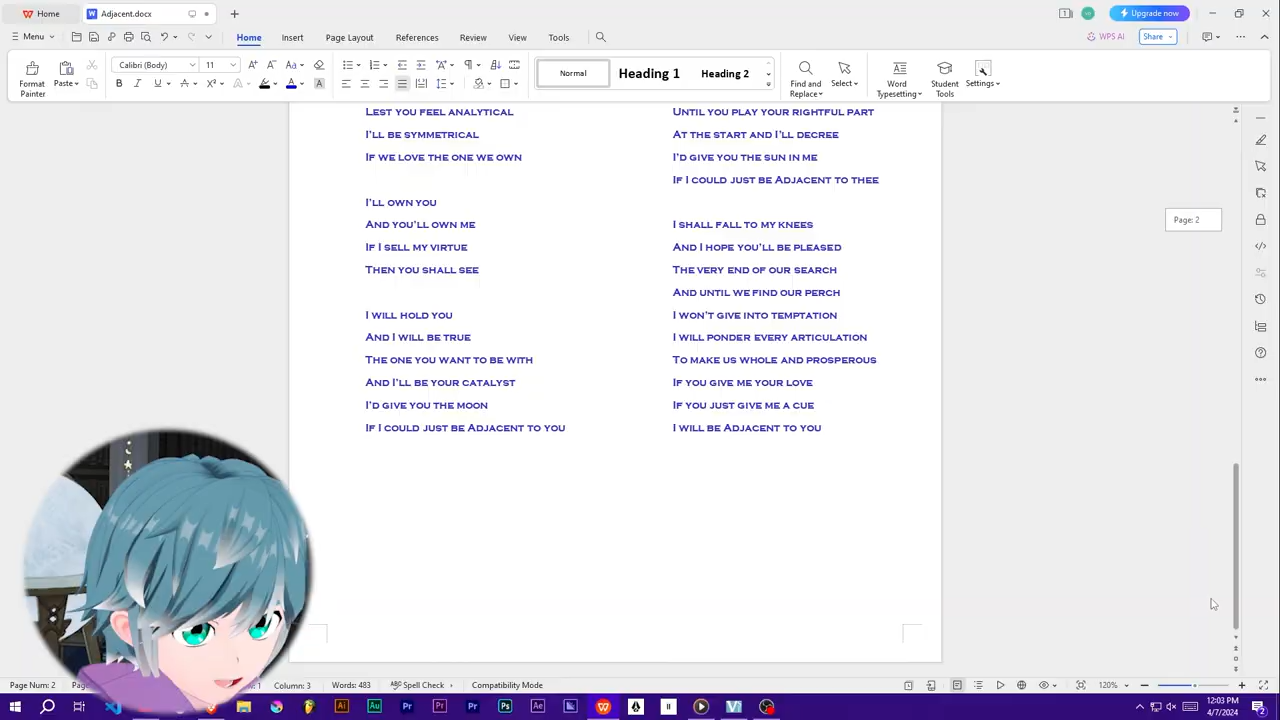 Home
Adjacent.docx
Upgrade now
Menu
Home
Insert
Page Layout
References
Review
View
Tools
WPS AI
Share
Format
Painter
Paste
Calibri (Body)
11
Normal
Heading 1
Heading 2
Find and
Replace
Select
Word
Typesetting
Student
Tools
Settings
Lest you feel analytical
I'll be symmetrical
If we love the one we own
I'll own you
And you'll own me
If I sell my virtue
Then you shall see
I will hold you
And I will be true
The one you want to be with
And I'll be your catalyst
I'd give you the moon
If I could just be Adjacent to you
Until you play your rightful part
At the start and I'll decree
I'd give you the sun in me
If I could just be Adjacent to thee
I shall fall to my knees
And I hope you'll be pleased
The very end of our search
And until we find our perch
I won't give into temptation
I will ponder every articulation
To make us whole and prosperous
If you give me your love
If you just give me a cue
I will be Adjacent to you
Page: 2
Page Num: 2
Column: 3
Words: 483
Spell Check
Compatibility Mode
120%
12:03 PM
4/7/2024